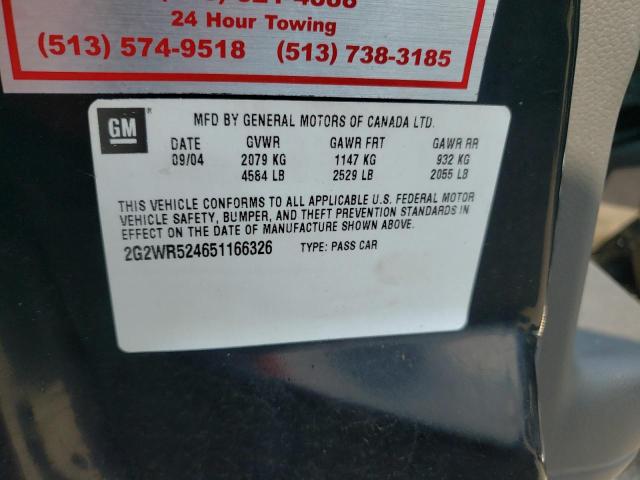 24 Hour Towing
(513) 574-9518 (513) 738-3185
GM
®
MFD BY GENERAL MOTORS OF CANADA LTD.
DATE GVWR GAWR FRT GAWR RR
09/04 2079 KG 1147 KG 932 KG
4584 LB 2529 LB 2055 LB
THIS VEHICLE CONFORMS TO ALL APPLICABLE U.S. FEDERAL MOTOR
VEHICLE SAFETY, BUMPER, AND THEFT PREVENTION STANDARDS IN
EFFECT ON THE DATE OF MANUFACTURE SHOWN ABOVE.
2G2WR524651166326 TYPE: PASS CAR